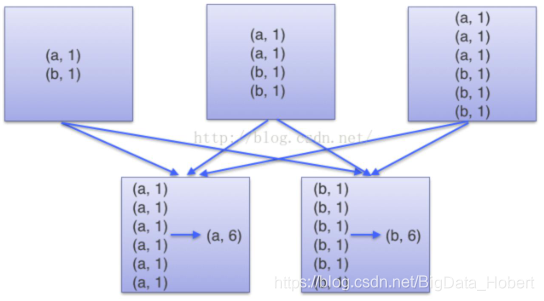 (a, 1)
(b, 1)
(a, 1)
(a, 1)
(b, 1)
(b, 1)
(a, 1)
(a, 1)
(a, 1)
(b, 1)
(b, 1)
(b, 1)
http://blog.csdn.net/
(a, 1)
(a, 1)
(a, 1)
(a, 1)
(a, 1)
(a, 1)
(a, 6)
(b, 1)
(b, 1)
(b, 1)
(b, 1)
(b, 1)
(b, 1)
(b, 6)
https://blog.csdn.net/BigData_Hobert